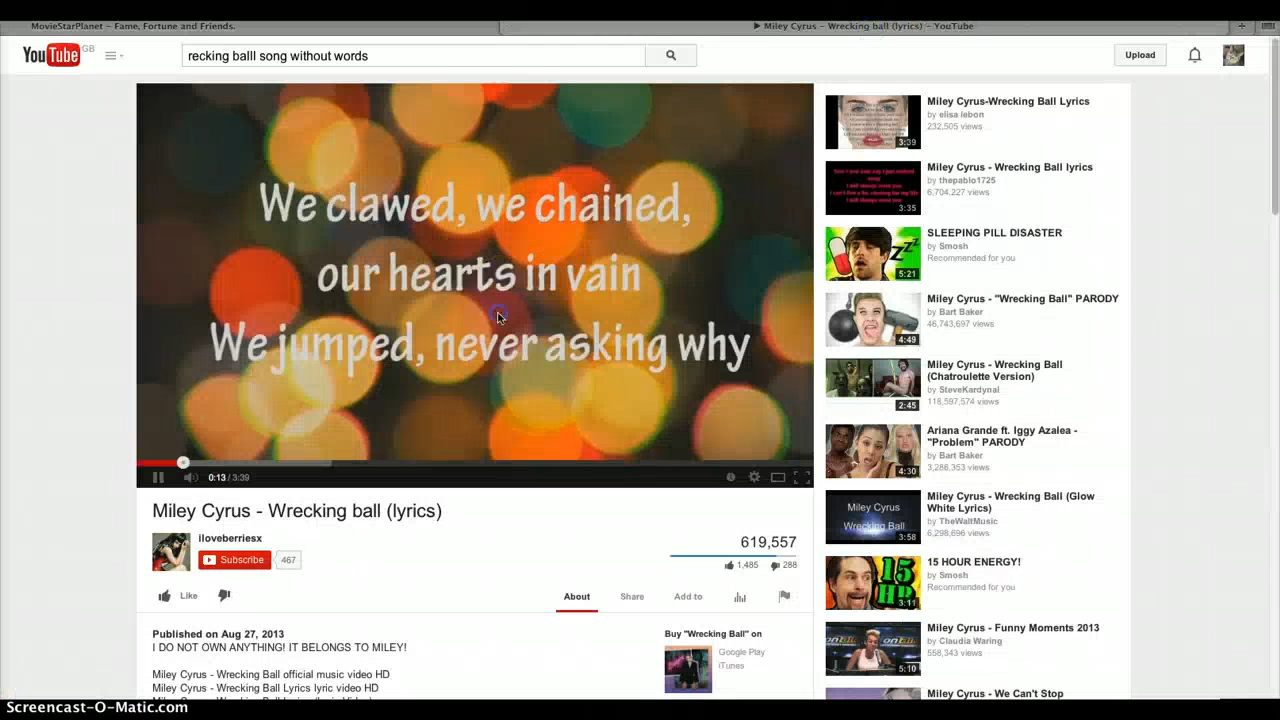 MovieStarPlanet - Fame, Fortune and Friends.
▶ Miley Cyrus - Wrecking ball (lyrics) - YouTube
YouTube GB
recking balll song without words
Upload
We clawed, we chained,
our hearts in vain
We jumped, never asking why
0:13 / 3:39
Miley Cyrus - Wrecking ball (lyrics)
iloveberriesx
Subscribe 467
619,557
1,485 288
Like
About Share Add to
Published on Aug 27, 2013
I DO NOT OWN ANYTHING! IT BELONGS TO MILEY!
Miley Cyrus - Wrecking Ball official music video HD
Miley Cyrus - Wrecking Ball Lyrics lyric video HD
Buy "Wrecking Ball" on
Google Play
iTunes
Miley Cyrus-Wrecking Ball Lyrics
by elisa lebon
232,505 views
3:39
Miley Cyrus - Wrecking Ball lyrics
by thepablo1725
6,704,227 views
3:35
SLEEPING PILL DISASTER
by Smosh
Recommended for you
5:21
Miley Cyrus - "Wrecking Ball" PARODY
by Bart Baker
46,743,697 views
4:49
Miley Cyrus - Wrecking Ball
(Chatroulette Version)
by SteveKardynal
118,597,574 views
2:45
Ariana Grande ft. Iggy Azalea -
"Problem" PARODY
by Bart Baker
3,286,353 views
4:30
Miley Cyrus - Wrecking Ball (Glow
White Lyrics)
by TheWaltMusic
6,298,696 views
Miley Cyrus
Wrecking Ball
3:58
15 HOUR ENERGY!
by Smosh
Recommended for you
15
3:11
Miley Cyrus - Funny Moments 2013
by Claudia Waring
558,343 views
5:10
Miley Cyrus - We Can't Stop
Screencast-O-Matic.com